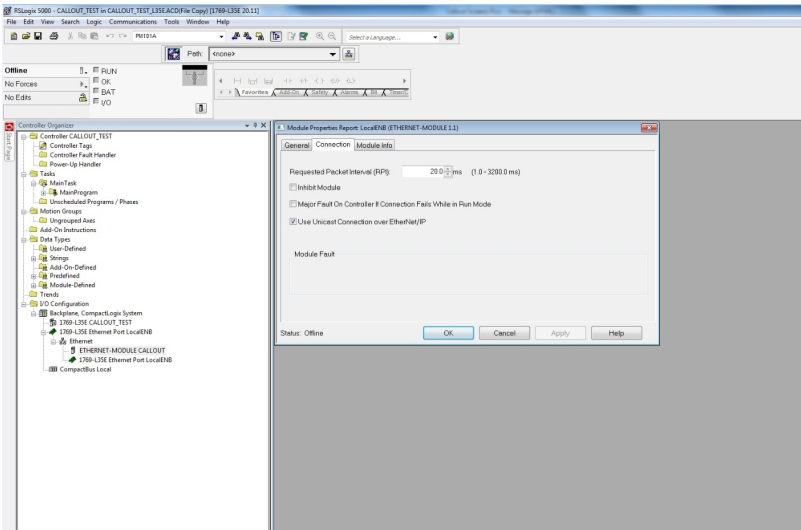 RSLogix 5000 - CALLOUT_TEST in CALLOUT_TEST_L35E.ACD(File Copy) [1769-L35E 20.11]
File Edit View Search Logic Communications Tools Window Help
PM101A
Select a Language...
Path: <none>
Offline
RUN
No Forces
OK
BAT
No Edits
I/O
Favorites Add-On Safety Alarms Bit Timer/C
Start Page
Controller Organizer
Controller CALLOUT_TEST
Controller Tags
Controller Fault Handler
Power-Up Handler
Tasks
MainTask
MainProgram
Unscheduled Programs / Phases
Motion Groups
Ungrouped Axes
Add-On Instructions
Data Types
User-Defined
Strings
Add-On-Defined
Predefined
Module-Defined
Trends
I/O Configuration
Backplane, CompactLogix System
1769-L35E CALLOUT_TEST
1769-L35E Ethernet Port LocalENB
Ethernet
ETHERNET-MODULE CALLOUT
1769-L35E Ethernet Port LocalENB
CompactBus Local
Module Properties Report: LocalENB (ETHERNET-MODULE 1.1)
General Connection Module Info
Requested Packet Interval (RPI): 20.0 ms (1.0 - 3200.0 ms)
Inhibit Module
Major Fault On Controller If Connection Fails While in Run Mode
Use Unicast Connection over EtherNet/IP
Module Fault
Status: Offline
OK Cancel Apply Help